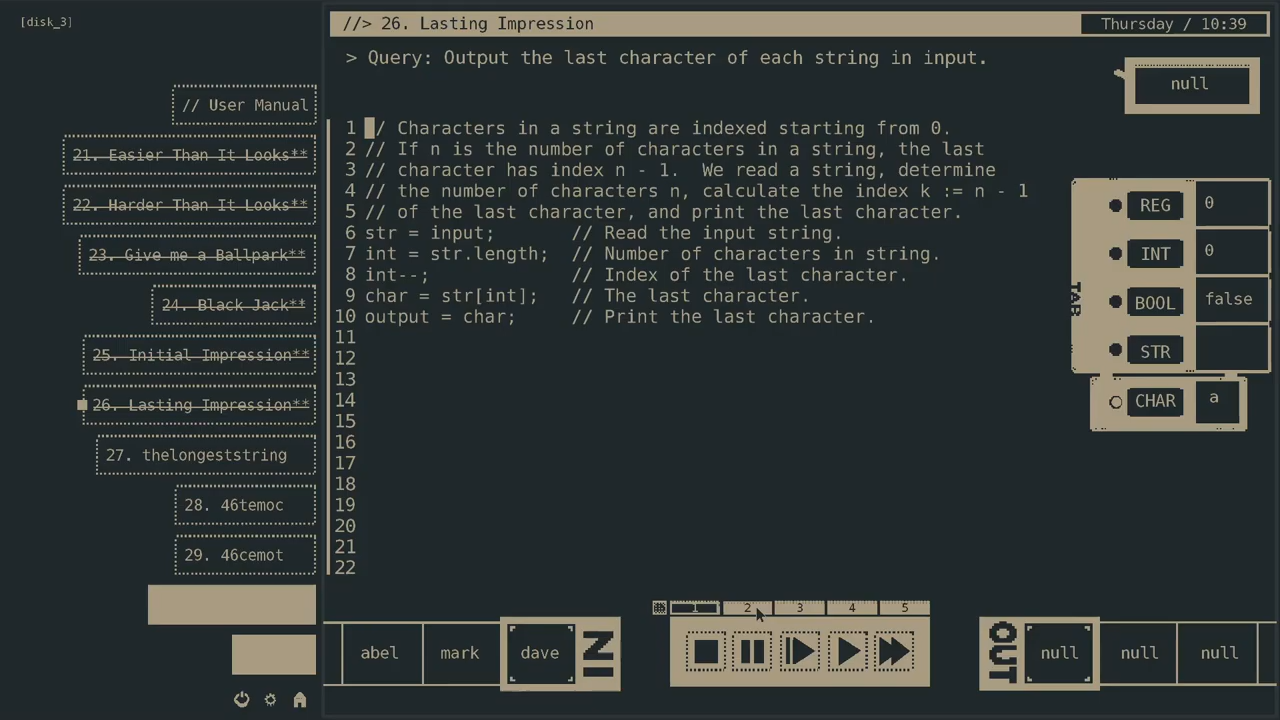 [disk_3]
//> 26. Lasting Impression
Thursday / 10:39
> Query: Output the last character of each string in input.
null
// User Manual
21. Easier Than It Looks**
22. Harder Than It Looks**
23. Give me a Ballpark**
24. Black Jack**
25. Initial Impression**
26. Lasting Impression**
27. thelongeststring
28. 46temoc
29. 46cemot
1 // Characters in a string are indexed starting from 0.
2 // If n is the number of characters in a string, the last
3 // character has index n - 1.  We read a string, determine
4 // the number of characters n, calculate the index k := n - 1
5 // of the last character, and print the last character.
6 str = input;       // Read the input string.
7 int = str.length;  // Number of characters in string.
8 int--;             // Index of the last character.
9 char = str[int];   // The last character.
10 output = char;     // Print the last character.
11
12
13
14
15
16
17
18
19
20
21
22
TAB
REG 0
INT 0
BOOL false
STR
CHAR a
1 2 3 4 5
abel mark dave IN
OUT null null null